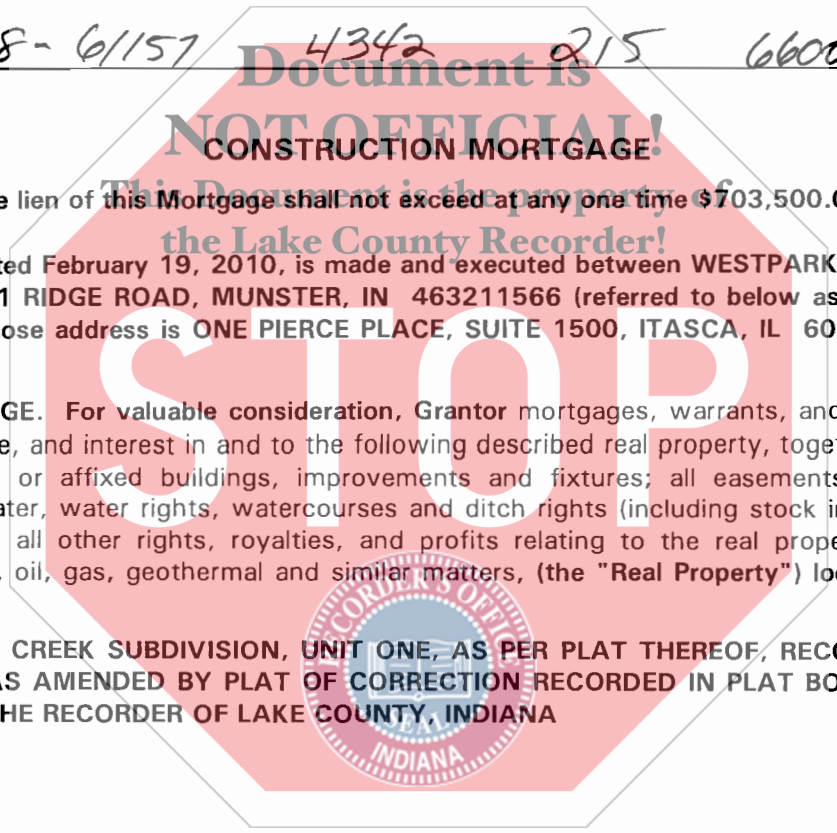 8- 61157 4342 215 6600
Document is
NOT OFFICIAL!
CONSTRUCTION MORTGAGE
This Document is the property of
e lien of this Mortgage shall not exceed at any one time $703,500.0
the Lake County Recorder!
ted February 19, 2010, is made and executed between WESTPARK
1 RIDGE ROAD, MUNSTER, IN 463211566 (referred to below as
ose address is ONE PIERCE PLACE, SUITE 1500, ITASCA, IL 60
STOP
GE. For valuable consideration, Grantor mortgages, warrants, and
e, and interest in and to the following described real property, toge
or affixed buildings, improvements and fixtures; all easements
ater, water rights, watercourses and ditch rights (including stock i
all other rights, royalties, and profits relating to the real prope
, oil, gas, geothermal and similar matters, (the "Real Property") lo
RECORDER'S OFFICE
CREEK SUBDIVISION, UNIT ONE, AS PER PLAT THEREOF, RECO
AS AMENDED BY PLAT OF CORRECTION RECORDED IN PLAT BO
HE RECORDER OF LAKE COUNTY, INDIANA
SEAL
INDIANA